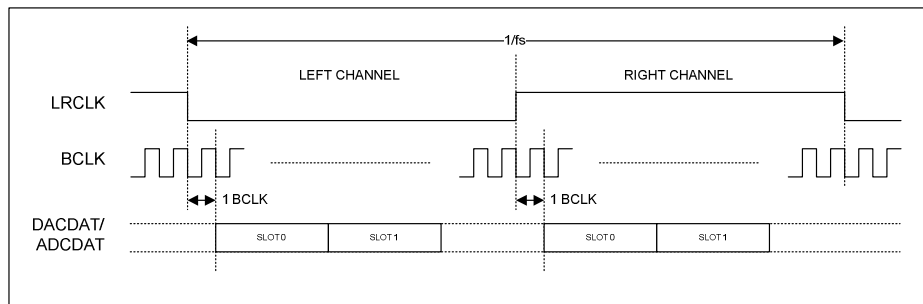 1/fs
LEFT CHANNEL RIGHT CHANNEL
LRCLK
BCLK
1 BCLK 1 BCLK
DACDAT/
ADCDAT
SLOT 0 SLOT 1 SLOT 0 SLOT 1